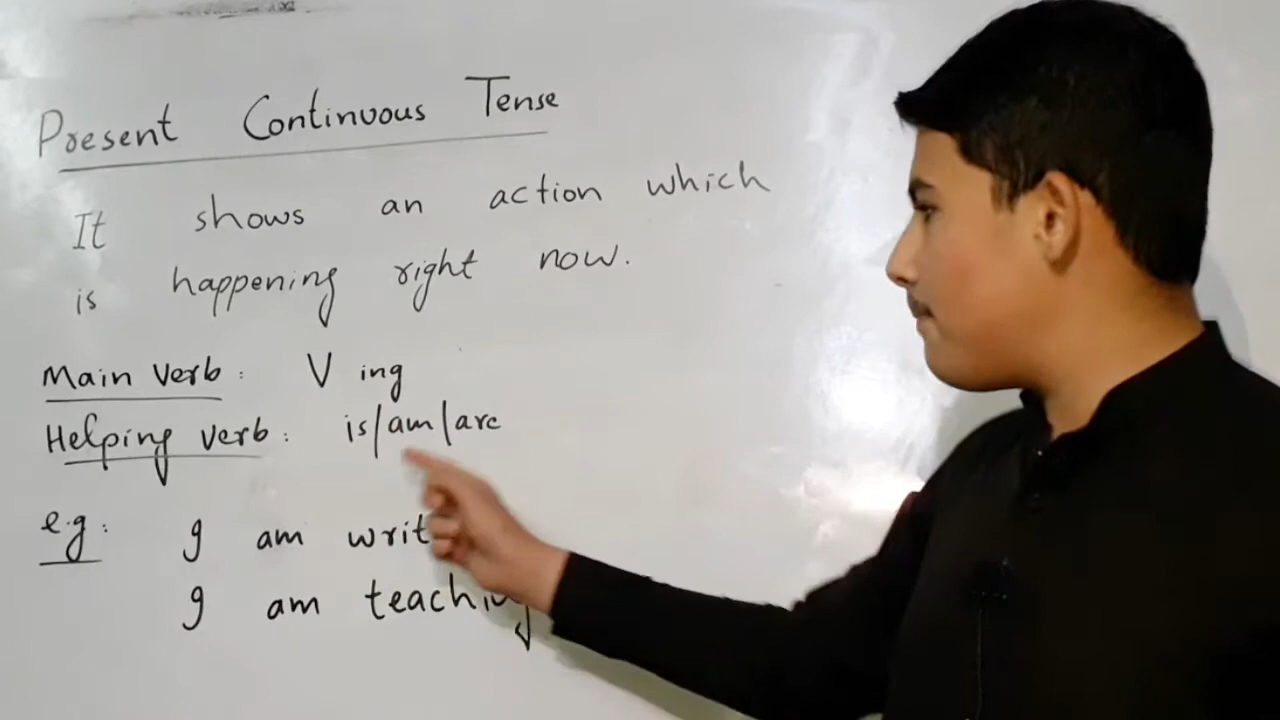 Present Continuous Tense
It shows an action which
is happening right now.
Main verb: V ing
Helping verb: is/am/are
e.g: I am writ
I am teaching